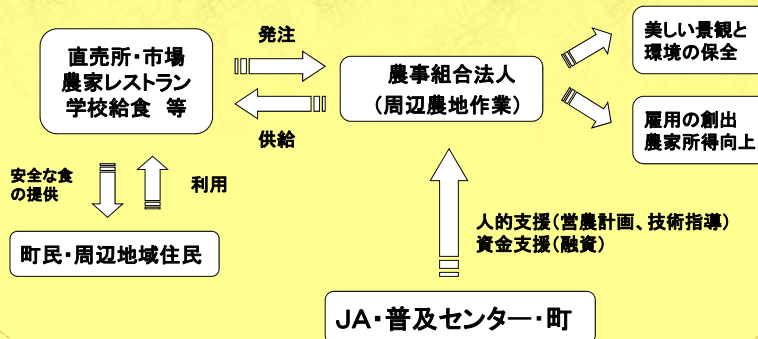 直売所・市場
農家レストラン
学校給食 等
発注
供給
農事組合法人
(周辺農地作業)
美しい景観と
環境の保全
雇用の創出
農家所得向上
安全な食
の提供
利用
町民・周辺地域住民
人的支援(営農計画、技術指導)
資金支援(融資)
JA・普及センター・町